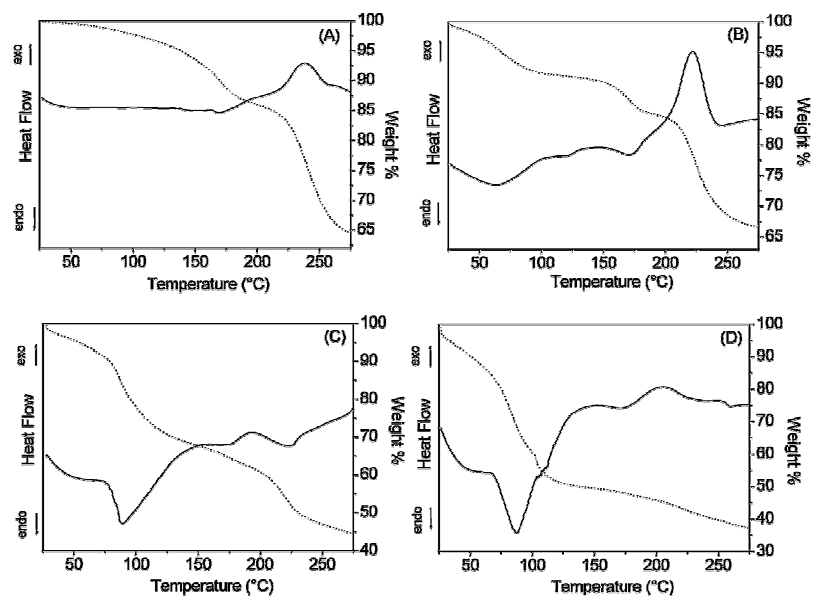 (A)
exo
Heat Flow
endo
100
95
90
85
80
75
70
65
Weight %
50
100
150
200
250
Temperature (°C)
(B)
exo
Heat Flow
endo
100
95
90
85
80
75
70
65
Weight %
50
100
150
200
250
Temperature (°C)
(C)
exo
Heat Flow
endo
100
90
80
70
60
50
40
Weight %
50
100
150
200
250
Temperature (°C)
(D)
exo
Heat Flow
endo
100
90
80
70
60
50
40
30
Weight %
50
100
150
200
250
Temperature (°C)